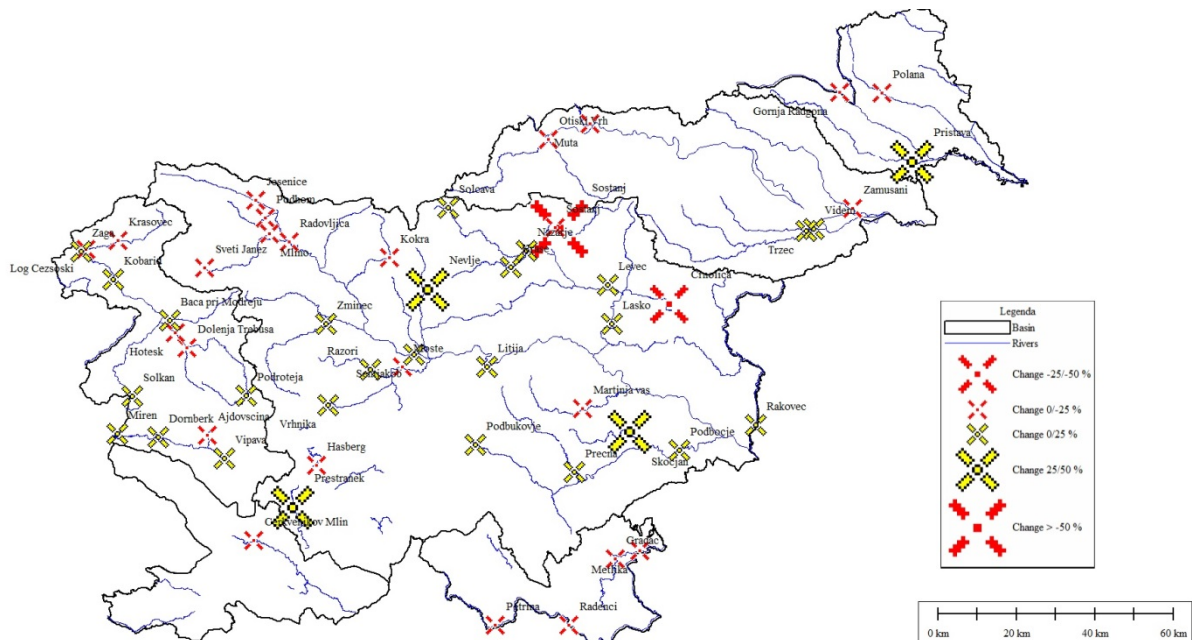 Polana
Gornja Radgona
Otiski Vrh
Pristava
Muta
Jesenice
Podhom
Solcava
Sostanj
Zamusani
Krasovec
Videm
Zaga
Radovljica
Kokra
Nazarje
Sveti Janez
Mlino
Nevlje
Trzec
Log Cezsoski
Kobarid
Levec
Baca pri Modreju
Zminec
Lasko
Dolenja Trebusa
Hotesk
Razori
Moste
Litija
Solkan
Podroteja
Sentjakob
Martinja vas
Miren
Dornberk
Ajdovscina
Vrhnika
Rakovec
Vipava
Hasberg
Podbukovje
Podbocje
Precna
Skocjan
Prestranek
Cerkvenikov Mlin
Gradac
Metlika
Petrina
Radenci
Legenda
Basin
Rivers
Change -25/-50 %
Change 0/-25 %
Change 0/25 %
Change 25/50 %
Change > -50 %
0 km
20 km
40 km
60 km